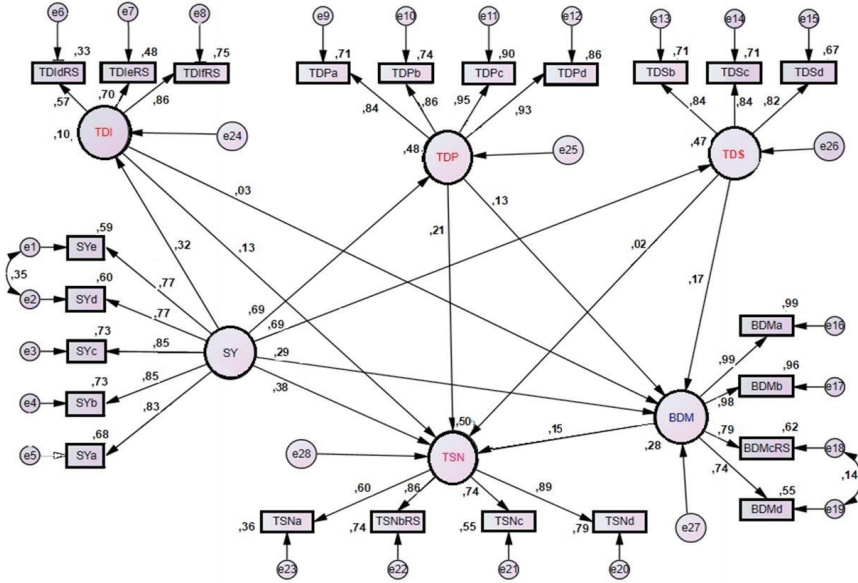 e6 e7 e8 e9 e10 e11 e12 e13 e14 e15
,33 ,48 ,75 ,71 ,74 ,90 ,86 ,71 ,71 ,67
TDIdRS TDIeRS TDIfRS TDPa TDPb TDPc TDPd TDSb TDSc TDSd
,57 ,70 ,86 ,84 ,86 ,95 ,93 ,84 ,84 ,82
,10 TDI e24 ,48 TDP e25 ,47 TDS e26
,03 ,13
,59
e1 SYe ,32 ,13 ,21 ,02
,35 ,77 ,17
,60
e2 SYd
,77 ,69 ,99
,73 ,69 BDMa e16
e3 SYc ,85 SY ,29 ,99 ,96
,73 ,85 ,38 BDMb e17
e4 SYb ,98
,83 BDM ,79 ,62
,68 ,50 ,15 ,28 BDMcRS e18
e5 SYa e28 TSN ,74 ,14
,60 ,86 ,74 ,89 ,55
BDMd e19
,36 TSNa ,74 TSNbRS ,55 TSNc ,79 TSNd e27
e23 e22 e21 e20